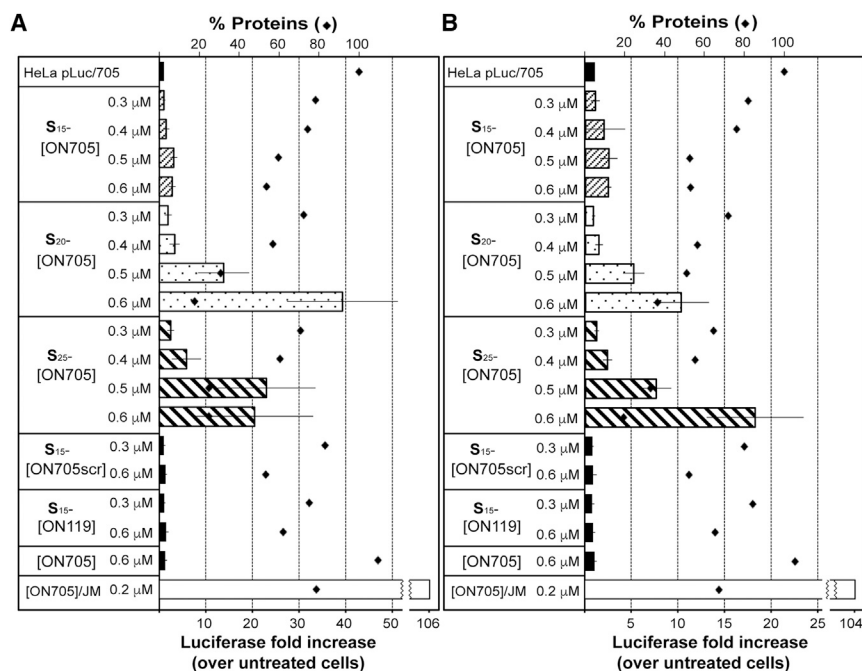 A
% Proteins (♦)
20 40 60 80 100
HeLa pLuc/705
S15-
[ON705]
0.3 µM
0.4 µM
0.5 µM
0.6 µM
S20-
[ON705]
0.3 µM
0.4 µM
0.5 µM
0.6 µM
S25-
[ON705]
0.3 µM
0.4 µM
0.5 µM
0.6 µM
S15-
[ON705scr]
0.3 µM
0.6 µM
S15-
[ON119]
0.3 µM
0.6 µM
[ON705] 0.6 µM
[ON705]/JM 0.2 µM
10 20 30 40 50 106
Luciferase fold increase
(over untreated cells)
B
% Proteins (♦)
20 40 60 80 100
HeLa pLuc/705
S15-
[ON705]
0.3 µM
0.4 µM
0.5 µM
0.6 µM
S20-
[ON705]
0.3 µM
0.4 µM
0.5 µM
0.6 µM
S25-
[ON705]
0.3 µM
0.4 µM
0.5 µM
0.6 µM
S15-
[ON705scr]
0.3 µM
0.6 µM
S15-
[ON119]
0.3 µM
0.6 µM
[ON705] 0.6 µM
[ON705]/JM 0.2 µM
5 10 15 20 25 104
Luciferase fold increase
(over untreated cells)